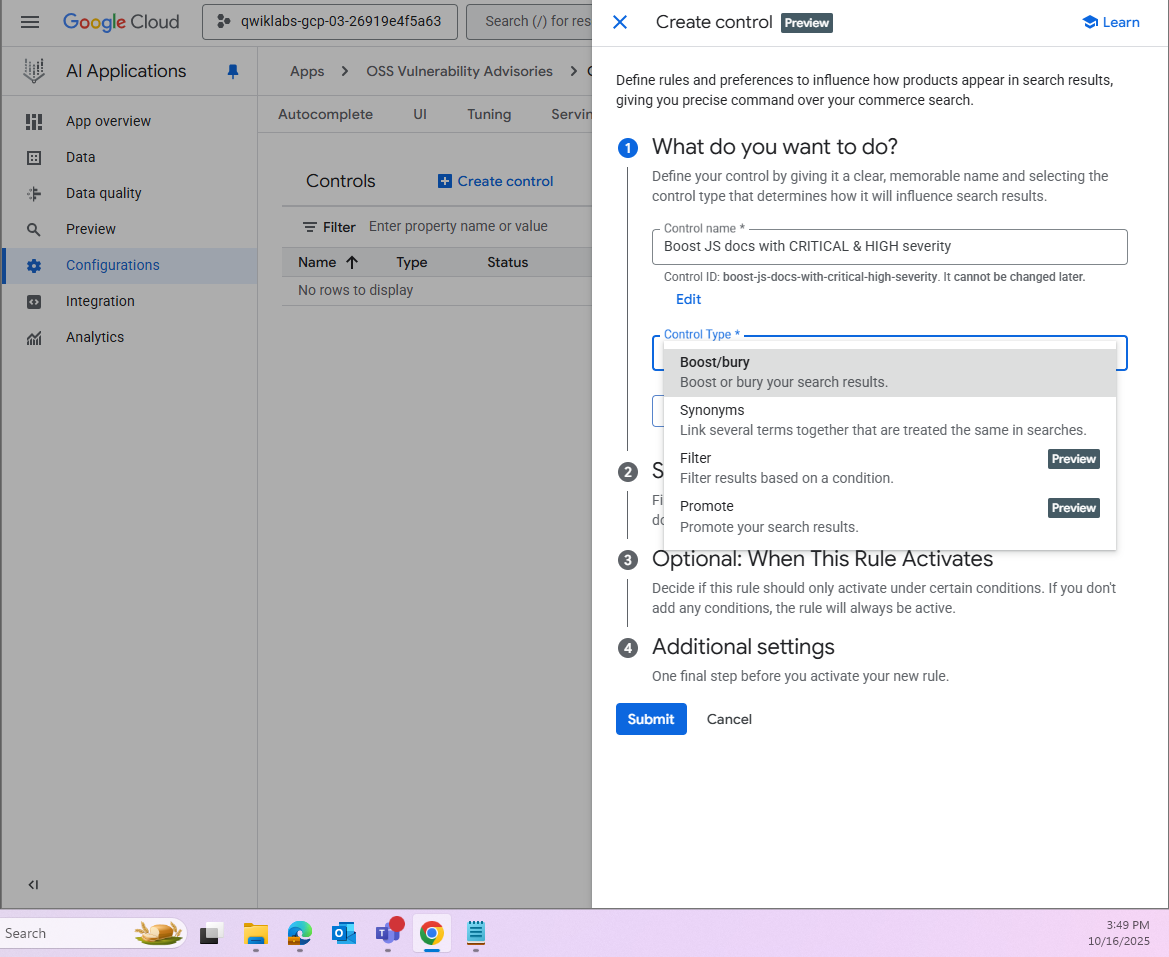 Google Cloud
qwiklabs-gcp-03-26919e4f5a63
Search (/) for res
Create control
Preview
Learn
AI Applications
Apps
OSS Vulnerability Advisories
App overview
Data
Data quality
Preview
Configurations
Integration
Analytics
Autocomplete
UI
Tuning
Servin
Controls
Create control
Filter
Enter property name or value
Name
Type
Status
No rows to display
Define rules and preferences to influence how products appear in search results,
giving you precise command over your commerce search.
1
What do you want to do?
Define your control by giving it a clear, memorable name and selecting the
control type that determines how it will influence search results.
Control name *
Boost JS docs with CRITICAL & HIGH severity
Control ID: boost-js-docs-with-critical-high-severity. It cannot be changed later.
Edit
Control Type *
Boost/bury
Boost or bury your search results.
Synonyms
Link several terms together that are treated the same in searches.
Filter
Preview
Filter results based on a condition.
Promote
Preview
Promote your search results.
2
S
Fi
do
3
Optional: When This Rule Activates
Decide if this rule should only activate under certain conditions. If you don't
add any conditions, the rule will always be active.
4
Additional settings
One final step before you activate your new rule.
Submit
Cancel
Search
3:49 PM
10/16/2025